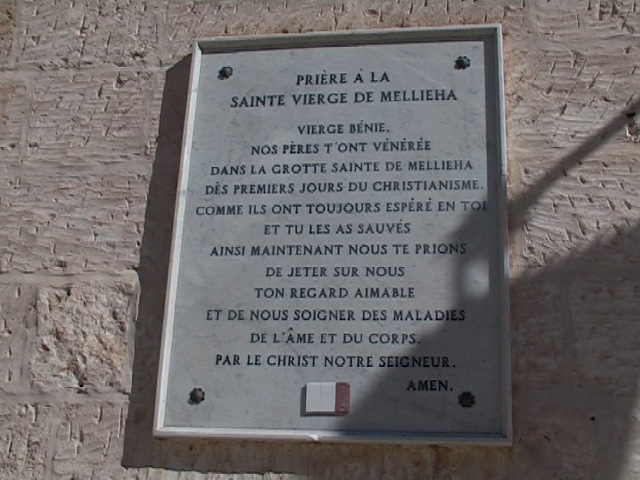 PRIÈRE À LA
SAINTE VIERGE DE MELLIEHA
VIERGE BÉNIE,
NOS PÈRES T'ONT VÉNÉRÉE
DANS LA GROTTE SAINTE DE MELLIEHA
DÈS PREMIERS JOURS DU CHRISTIANISME.
COMME ILS ONT TOUJOURS ESPÉRÉ EN TOI
ET TU LES AS SAUVÉS
AINSI MAINTENANT NOUS TE PRIONS
DE JETER SUR NOUS
TON REGARD AIMABLE
ET DE NOUS SOIGNER DES MALADIES
DE L'ÂME ET DU CORPS.
PAR LE CHRIST NOTRE SEIGNEUR.
AMEN.